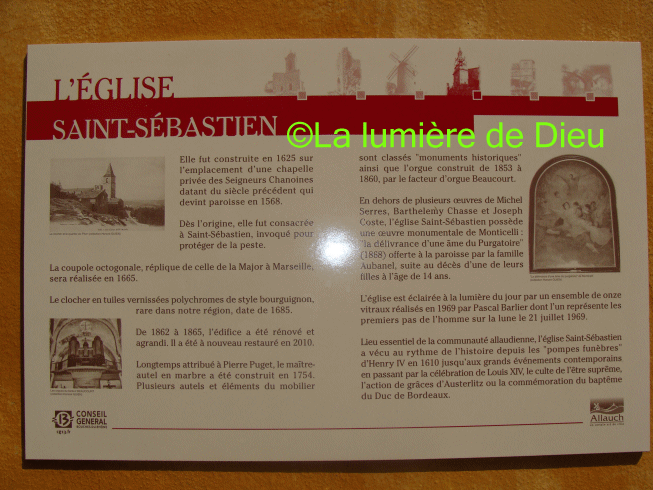 L'ÉGLISE
SAINT-SÉBASTIEN
©La lumière de Dieu
Elle fut construite en 1625 sur
l'emplacement d'une chapelle
privée des Seigneurs Chanoines
datant du siècle précédent qui
devint paroisse en 1568.
Dès l'origine, elle fut consacrée
à Saint-Sébastien, invoqué pour
protéger de la peste.
La coupole octogonale, réplique de celle de la Major à Marseille,
sera réalisée en 1665.
Le clocher en tuiles vernissées polychromes de style bourguignon,
rare dans notre région, date de 1685.
De 1862 à 1865, l'édifice a été rénové et
agrandi. Il a été à nouveau restauré en 2010.
Longtemps attribué à Pierre Puget, le maître-
autel en marbre a été construit en 1754.
Plusieurs autels et éléments du mobilier
sont classés "monuments historiques"
ainsi que l'orgue construit de 1853 à
1860, par le facteur d'orgue Beaucourt.
En dehors de plusieurs œuvres de Michel
Serres, Barthelemy Chasse et Joseph
Coste, l'église Saint-Sébastien possède
une œuvre monumentale de Monticelli :
"la délivrance d'une âme du Purgatoire"
(1868) offerte à la paroisse par la famille
Aubanel, suite au décès d'une de leurs
filles à l'âge de 14 ans.
L'église est éclairée à la lumière du jour par un ensemble de onze
vitraux réalisés en 1969 par Pascal Barlier dont l'un représente les
premiers pas de l'homme sur la lune le 21 juillet 1969.
Lieu essentiel de la communauté allaudienne, l'église Saint-Sébastien
a vécu au rythme de l'histoire depuis les "pompes funèbres"
d'Henry IV en 1610 jusqu'aux grands événements contemporains
en passant par la célébration de Louis XIV, le culte de l'être suprême,
l'action de grâces d'Austerlitz ou la commémoration du baptême
du Duc de Bordeaux.
CONSEIL
GENERAL
Allauch